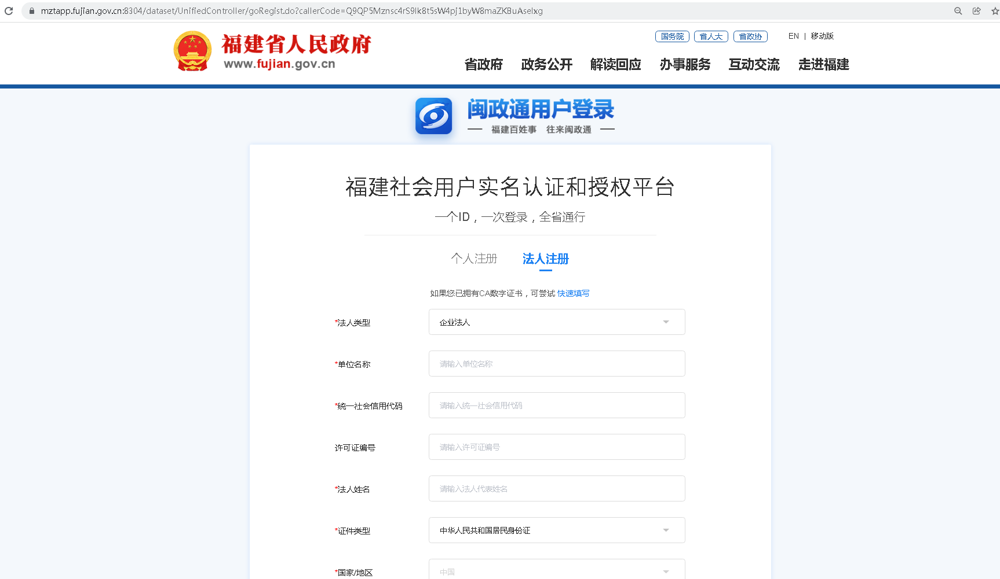 mztapp.fujian.gov.cn:8304/dataset/UnifiedController/goRegist.do?callerCode=Q9QP5Mznsc4rS9lk8t5sW4pj1byW8maZKBuAselxg
福建省人民政府
www.fujian.gov.cn
国务院 省人大 省政协 EN | 移动版
省政府 政务公开 解读回应 办事服务 互动交流 走进福建
闽政通用户登录
福建百姓事 往来闽政通
福建社会用户实名认证和授权平台
一个ID，一次登录，全省通行
个人注册 法人注册
如果您已拥有CA数字证书，可尝试 快速填写
*法人类型 企业法人
*单位名称 请输入单位名称
*统一社会信用代码 请输入统一社会信用代码
许可证编号 请输入许可证编号
*法人姓名 请输入法人代表姓名
*证件类型 中华人民共和国居民身份证
*国家/地区 中国